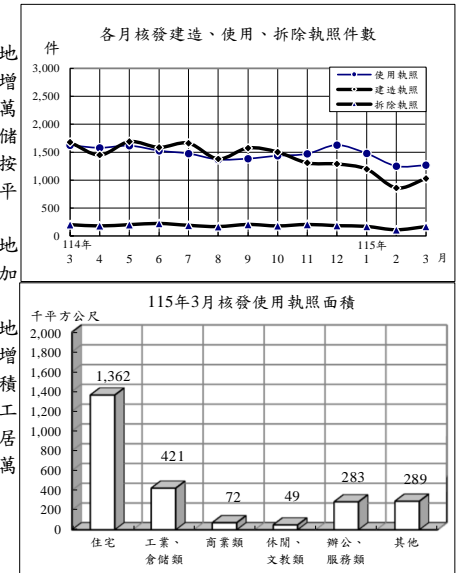 地
增
萬
儲
按
平
地
加
地
增
積
工
居
萬
各月核發建造、使用、拆除執照件數
件
3,000
2,500
2,000
1,500
1,000
500
0
使用執照
建造執照
拆除執照
114年
115年
3 4 5 6 7 8 9 10 11 12 1 2 3 月
115年3月核發使用執照面積
千平方公尺
2,000
1,800
1,600
1,400
1,200
1,000
800
600
400
200
0
1,362
421
72
49
283
289
住宅
工業、
倉儲類
商業類
休閒、
文教類
辦公、
服務類
其他